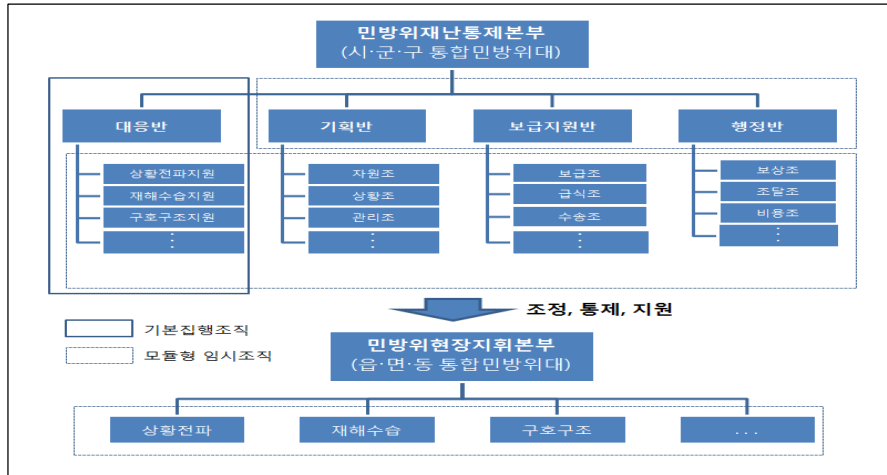 민방위재난통제본부
(시·군·구 통합민방위대)
대응반
기획반
보급지원반
행정반
상황전파지원
재해수습지원
구호구조지원
⋮
자원조
상황조
관리조
⋮
보급조
급식조
수송조
⋮
보상조
조달조
비용조
⋮
조정, 통제, 지원
기본집행조직
모듈형 임시조직
민방위현장지휘본부
(읍·면·동 통합민방위대)
상황전파
재해수습
구호구조
...